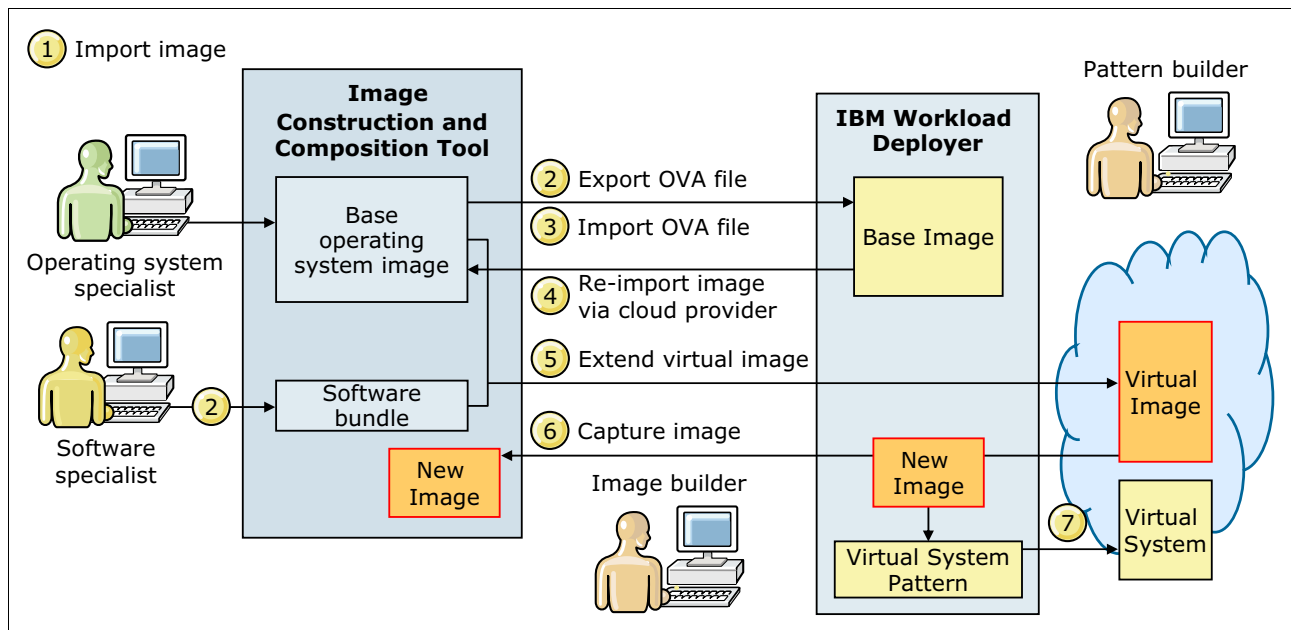 1 Import image
Image
Construction and
Composition Tool
Base
operating
system image
Software
bundle
New
Image
Operating system
specialist
2
Software
specialist
2 Export OVA file
3 Import OVA file
4 Re-import image
via cloud provider
5 Extend virtual image
6 Capture image
Image builder
IBM Workload
Deployer
Base Image
New
Image
Virtual System
Pattern
7
Pattern builder
Virtual
Image
Virtual
System